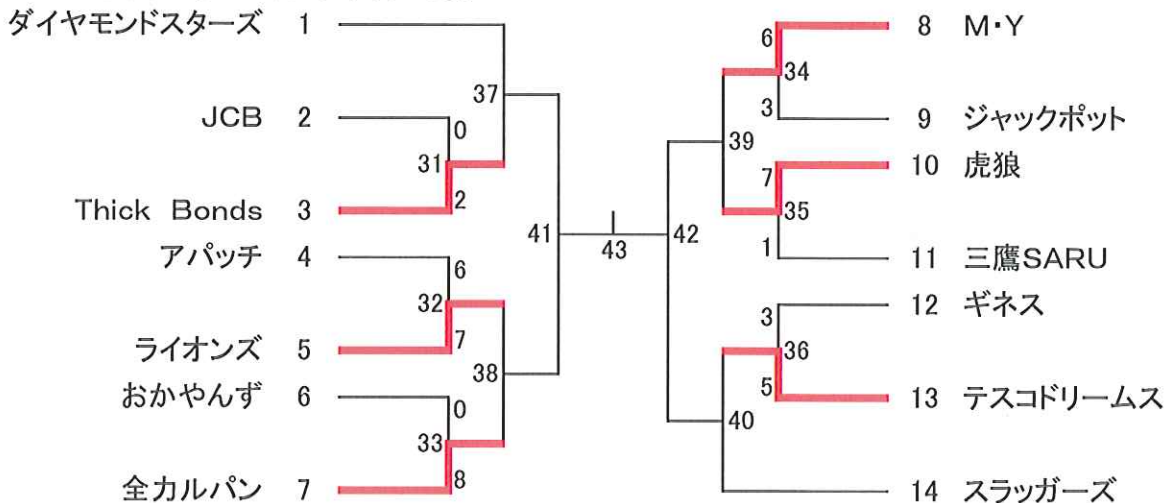 ダイヤモンドスターズ 1
JCB 2
Thick Bonds 3
アパッチ 4
ライオンズ 5
おかやんず 6
全力ルパン 7
0
31
2
6
32
7
0
33
8
37
38
41
43
42
39
40
6
34
3
7
35
1
3
36
5
8 M・Y
9 ジャックポット
10 虎狼
11 三鷹SARU
12 ギネス
13 テスコドリームス
14 スラッガーズ